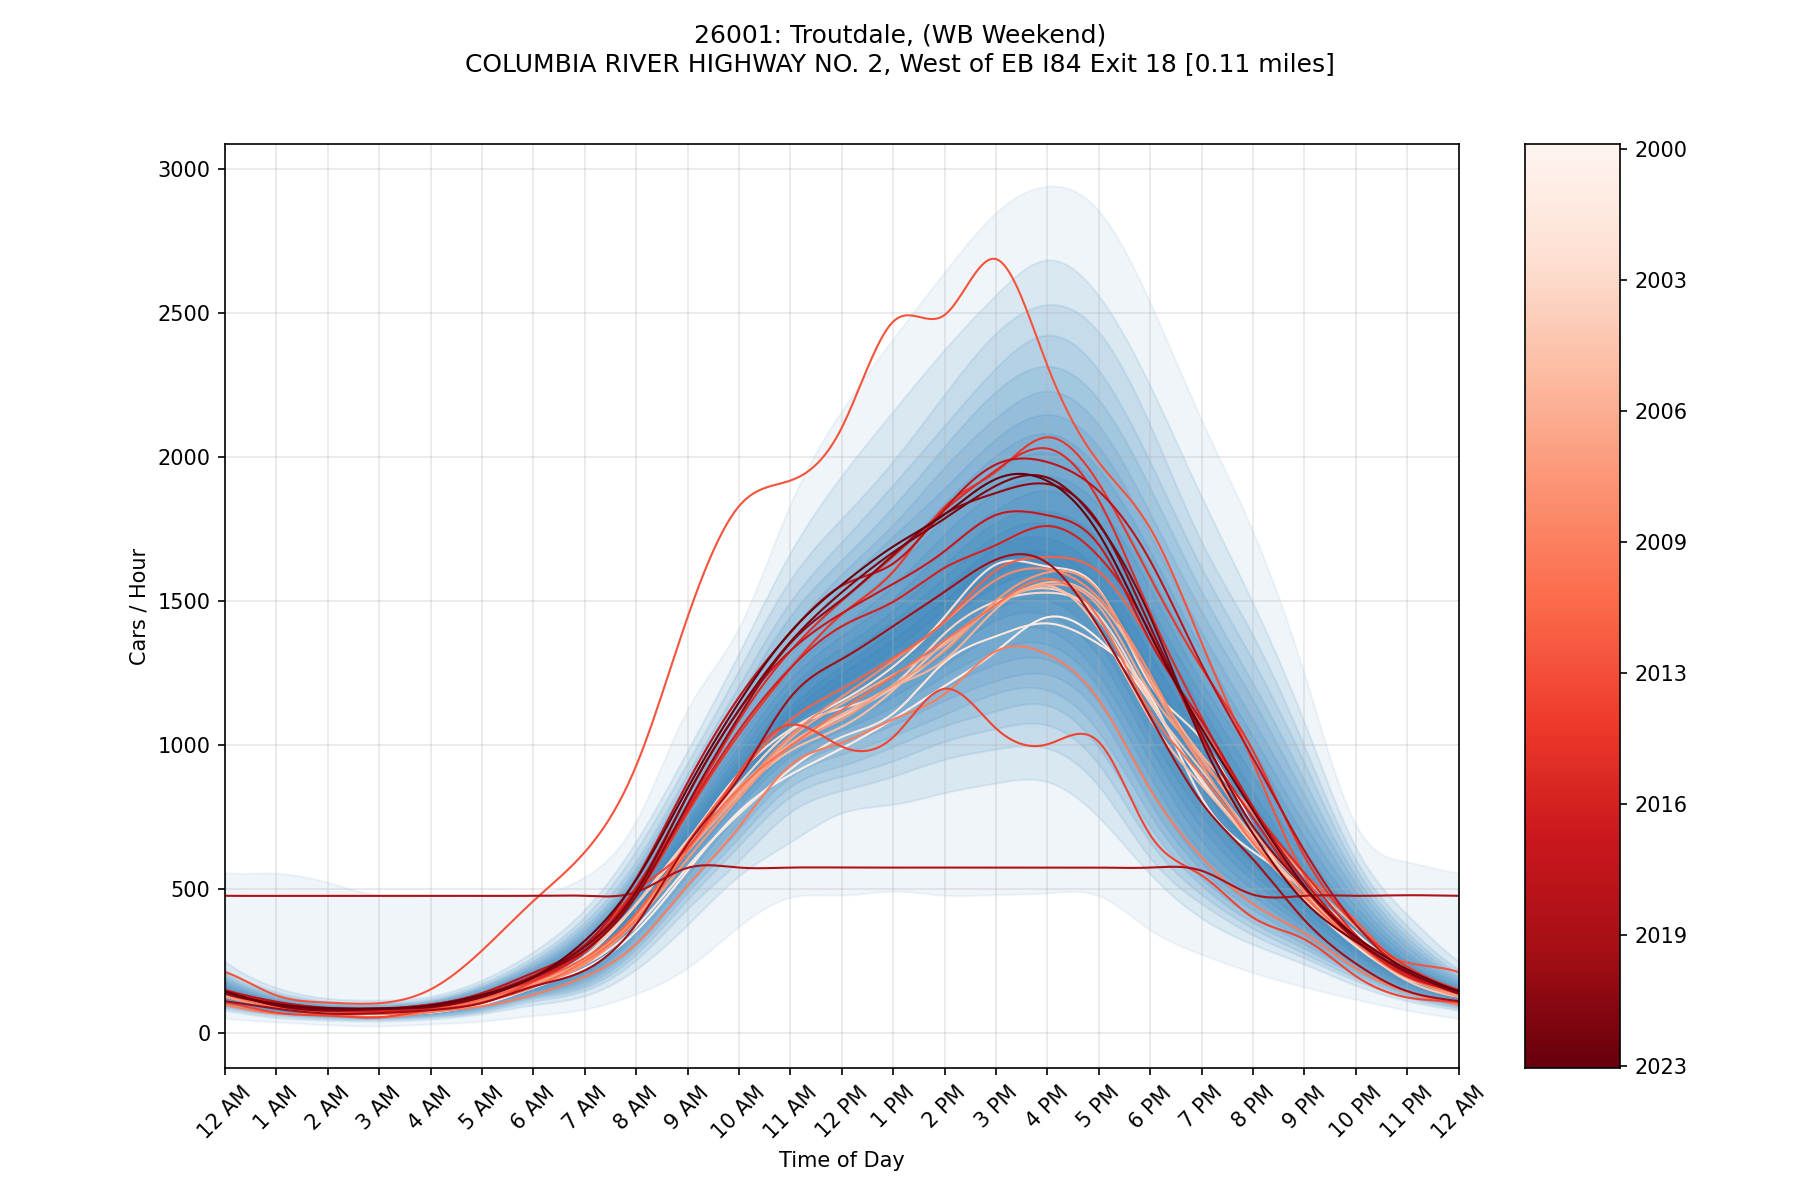 26001: Troutdale, (WB Weekend)
COLUMBIA RIVER HIGHWAY NO. 2, West of EB I84 Exit 18 [0.11 miles]
3000
2500
2000
1500
1000
500
0
Cars / Hour
12 AM
1 AM
2 AM
3 AM
4 AM
5 AM
6 AM
7 AM
8 AM
9 AM
10 AM
11 AM
12 PM
1 PM
2 PM
3 PM
4 PM
5 PM
6 PM
7 PM
8 PM
9 PM
10 PM
11 PM
12 AM
Time of Day
2000
2003
2006
2009
2013
2016
2019
2023